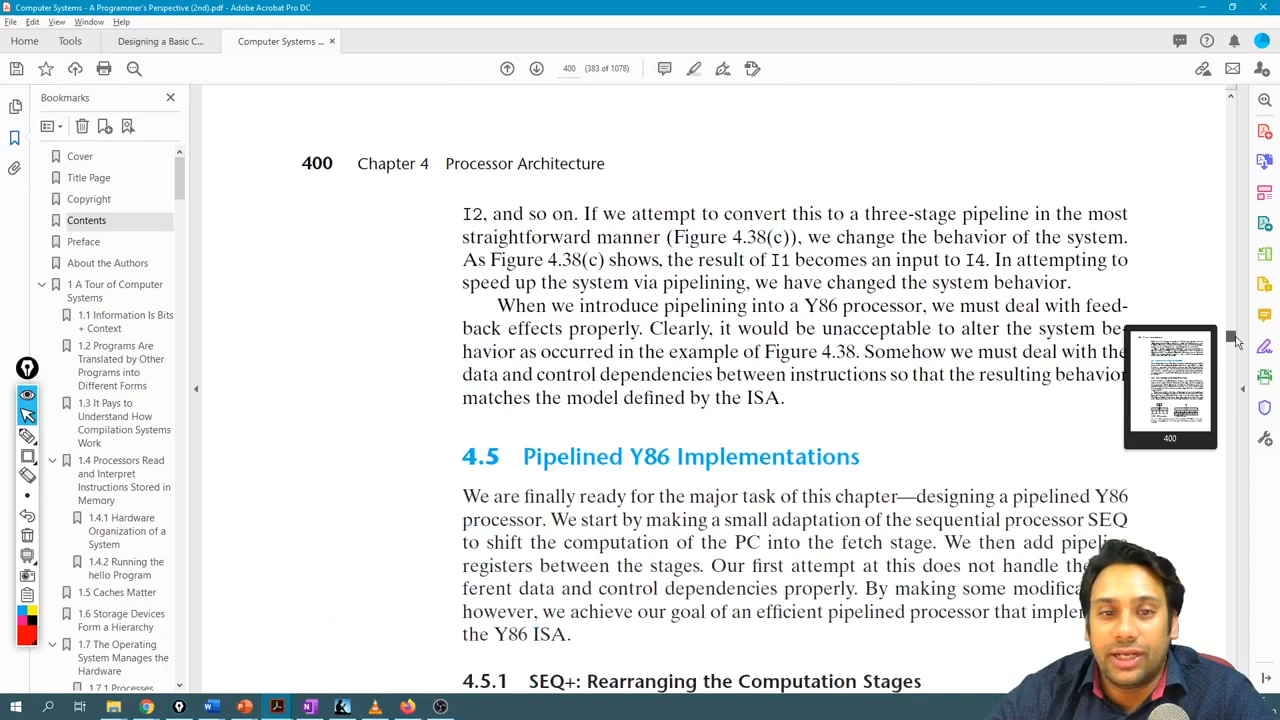 Computer Systems - A Programmer's Perspective (2nd).pdf - Adobe Acrobat Pro DC
File Edit View Window Help
Home Tools Designing a Basic C... Computer Systems ...
400 (383 of 1078)
Bookmarks
Cover
Title Page
Copyright
Contents
Preface
About the Authors
1 A Tour of Computer
Systems
1.1 Information Is Bits
+ Context
1.2 Programs Are
Translated by Other
Programs into
Different Forms
1.3 It Pays to
Understand How
Compilation Systems
Work
1.4 Processors Read
and Interpret
Instructions Stored in
Memory
1.4.1 Hardware
Organization of a
System
1.4.2 Running the
hello Program
1.5 Caches Matter
1.6 Storage Devices
Form a Hierarchy
1.7 The Operating
System Manages the
Hardware
1.7.1 Processes
400 Chapter 4 Processor Architecture
I2, and so on. If we attempt to convert this to a three-stage pipeline in the most
straightforward manner (Figure 4.38(c)), we change the behavior of the system.
As Figure 4.38(c) shows, the result of I1 becomes an input to I4. In attempting to
speed up the system via pipelining, we have changed the system behavior.
When we introduce pipelining into a Y86 processor, we must deal with feed-
back effects properly. Clearly, it would be unacceptable to alter the system be-
havior as occurred in the example of Figure 4.38. Somehow we must deal with the
data and control dependencies between instructions so that the resulting behavior
matches the model defined by the ISA.
4.5 Pipelined Y86 Implementations
We are finally ready for the major task of this chapter—designing a pipelined Y86
processor. We start by making a small adaptation of the sequential processor SEQ
to shift the computation of the PC into the fetch stage. We then add pipeline
registers between the stages. Our first attempt at this does not handle the
ferent data and control dependencies properly. By making some modifica
however, we achieve our goal of an efficient pipelined processor that implem
the Y86 ISA.
4.5.1 SEQ+: Rearranging the Computation Stages
400